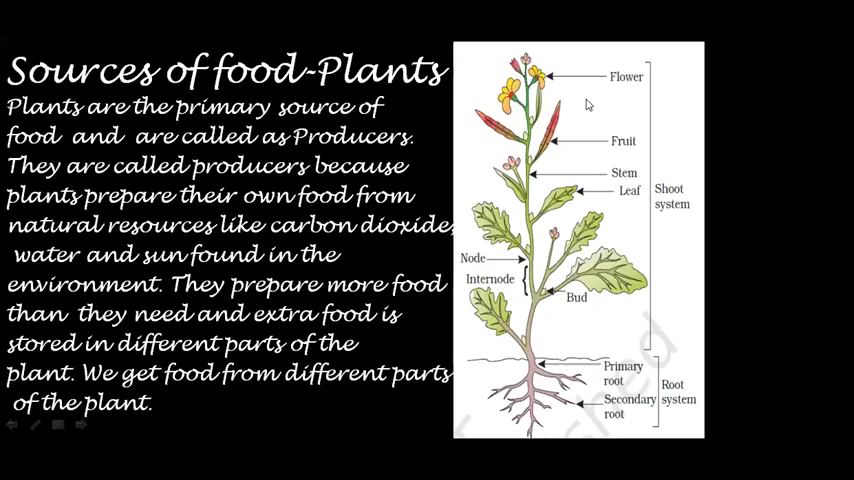 Sources of food-Plants
Plants are the primary source of
food and are called as Producers.
They are called producers because
plants prepare their own food from
natural resources like carbon dioxide,
water and sun found in the
environment. They prepare more food
than they need and extra food is
stored in different parts of the
plant. We get food from different parts
of the plant.
Flower
Fruit
Stem
Leaf
Shoot
system
Node
Internode
Bud
Primary
root
Secondary
root
Root
system